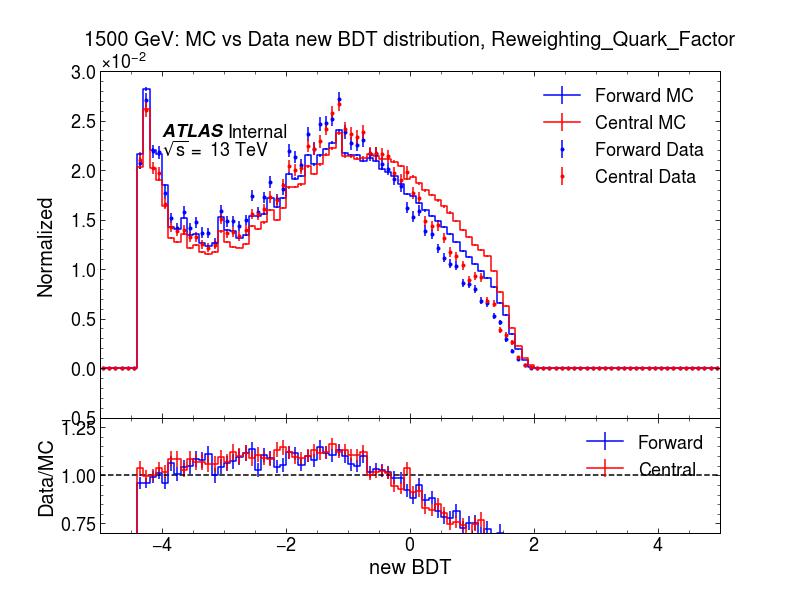 1500 GeV: MC vs Data new BDT distribution, Reweighting_Quark_Factor
×10⁻²
3.0
2.5
2.0
1.5
1.0
0.5
0.0
0.5
Normalized
ATLAS Internal
√s = 13 TeV
Forward MC
Central MC
Forward Data
Central Data
1.25
1.00
0.75
Data/MC
Forward
Central
−4 −2 0 2 4
new BDT